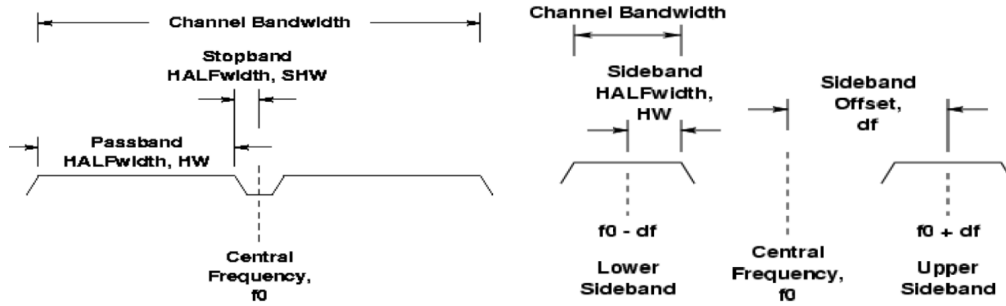 Channel Bandwidth
Stopband
HALFwidth, SHW
Passband
HALFwidth, HW
Central
Frequency,
f0
Channel Bandwidth
Sideband
HALFwidth,
HW
Sideband
Offset,
df
f0 - df
Lower
Sideband
Central
Frequency,
f0
f0 + df
Upper
Sideband